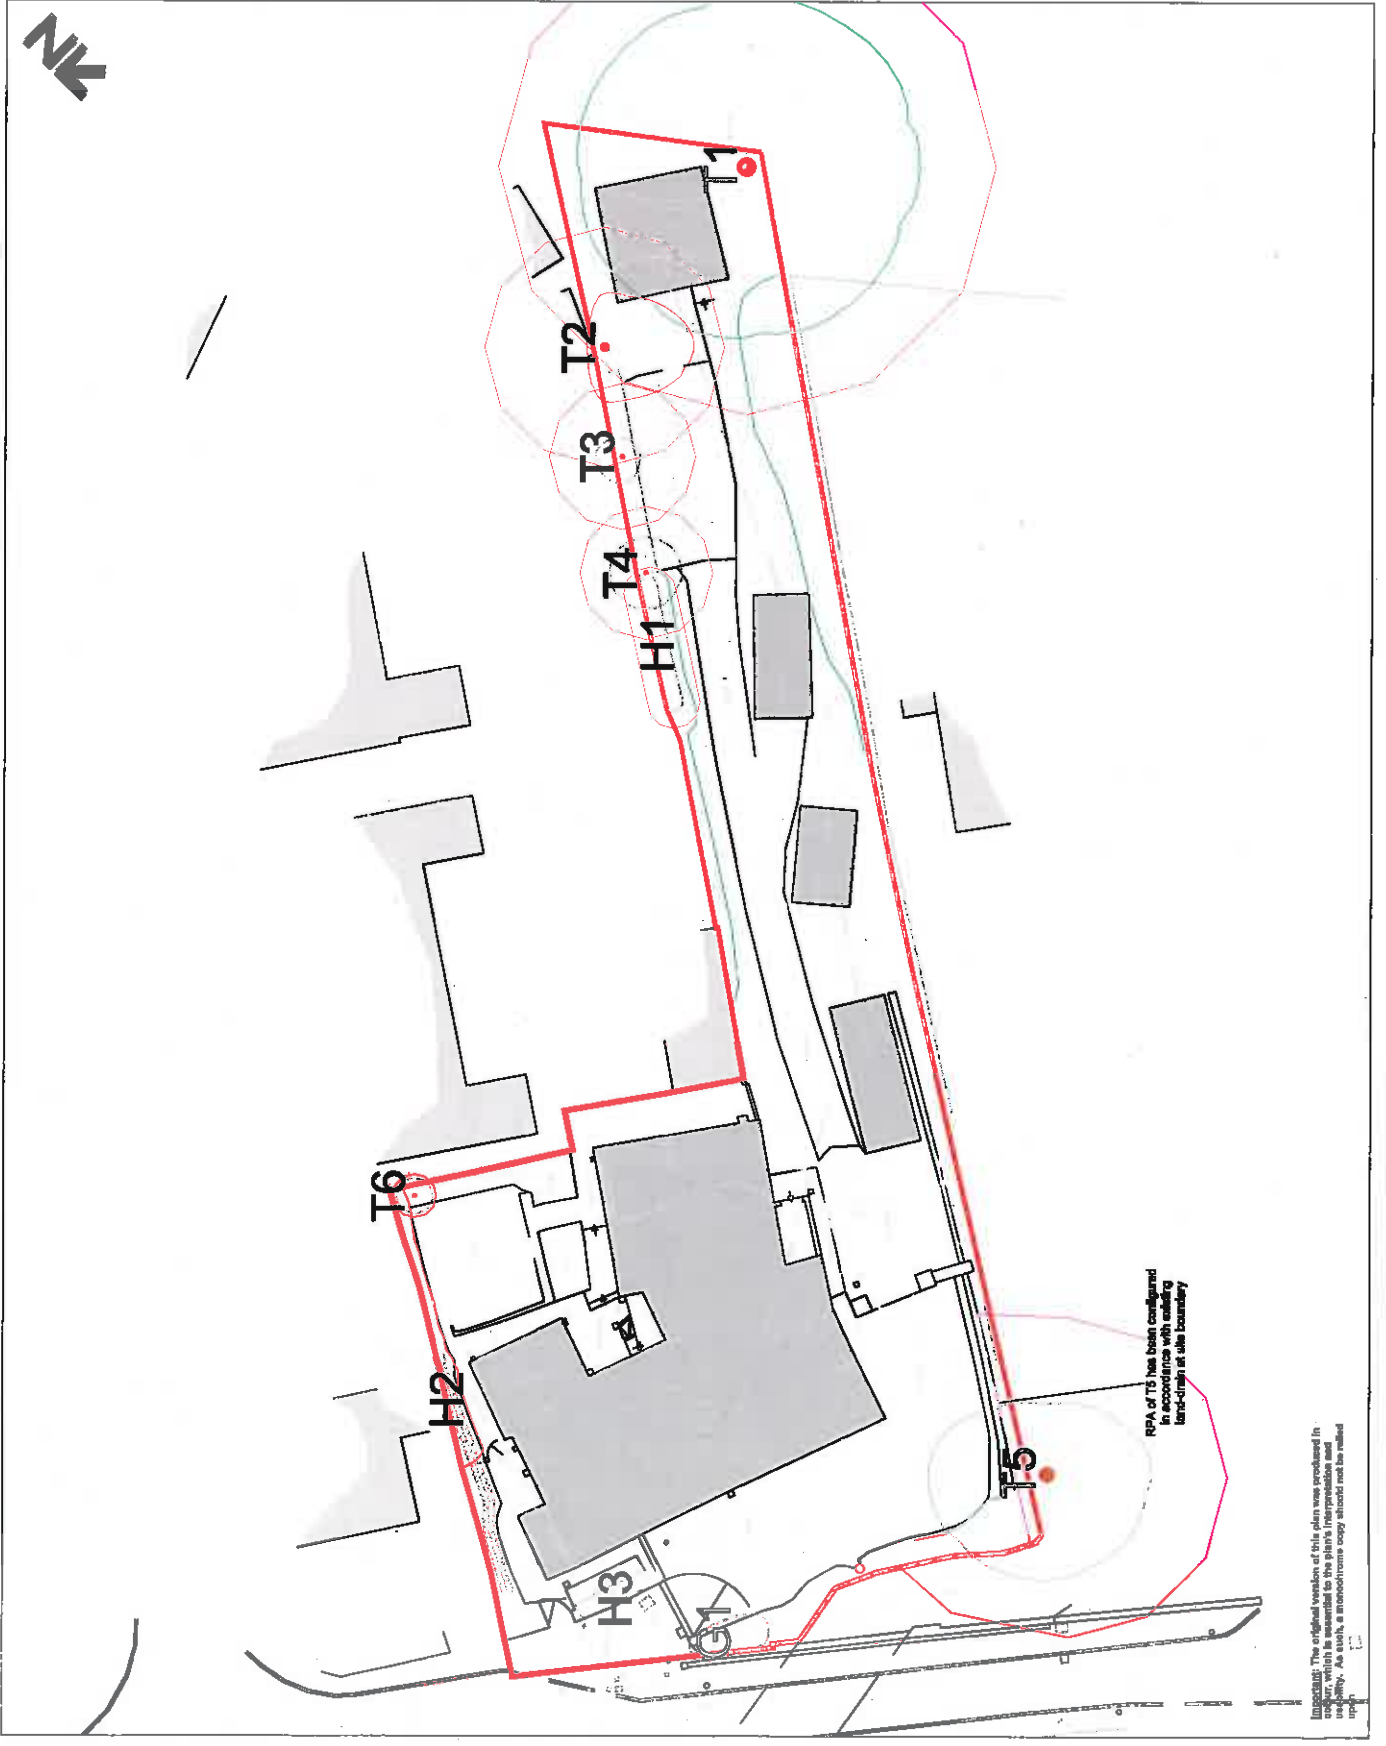 N
T1
T2
T3
T4
H1
T6
H2
RPA of T5 has been configured
in accordance with existing
land-drain at site boundary
T5
H3
G1
Important: The original version of this plan was produced in
colour, which is essential to the plan's interpretation and
usability. As such, a monochrome copy should not be relied
upon